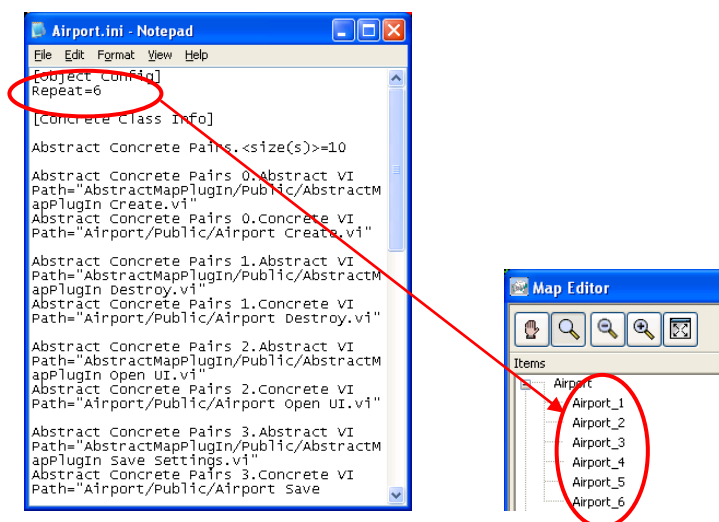 Airport.ini - Notepad
File Edit Format View Help
[Object Config]
Repeat=6
[Concrete Class Info]
Abstract Concrete Pairs.<size(s)>=10
Abstract Concrete Pairs 0.Abstract VI
Path="AbstractMapPlugIn/Public/AbstractM
apPlugIn Create.vi"
Abstract Concrete Pairs 0.Concrete VI
Path="Airport/Public/Airport Create.vi"
Abstract Concrete Pairs 1.Abstract VI
Path="AbstractMapPlugIn/Public/AbstractM
apPlugIn Destroy.vi"
Abstract Concrete Pairs 1.Concrete VI
Path="Airport/Public/Airport Destroy.vi"
Abstract Concrete Pairs 2.Abstract VI
Path="AbstractMapPlugIn/Public/AbstractM
apPlugIn Open UI.vi"
Abstract Concrete Pairs 2.Concrete VI
Path="Airport/Public/Airport Open UI.vi"
Abstract Concrete Pairs 3.Abstract VI
Path="AbstractMapPlugIn/Public/AbstractM
apPlugIn Save Settings.vi"
Abstract Concrete Pairs 3.Concrete VI
Path="Airport/Public/Airport Save
Map Editor
Items
Airport
Airport_1
Airport_2
Airport_3
Airport_4
Airport_5
Airport_6